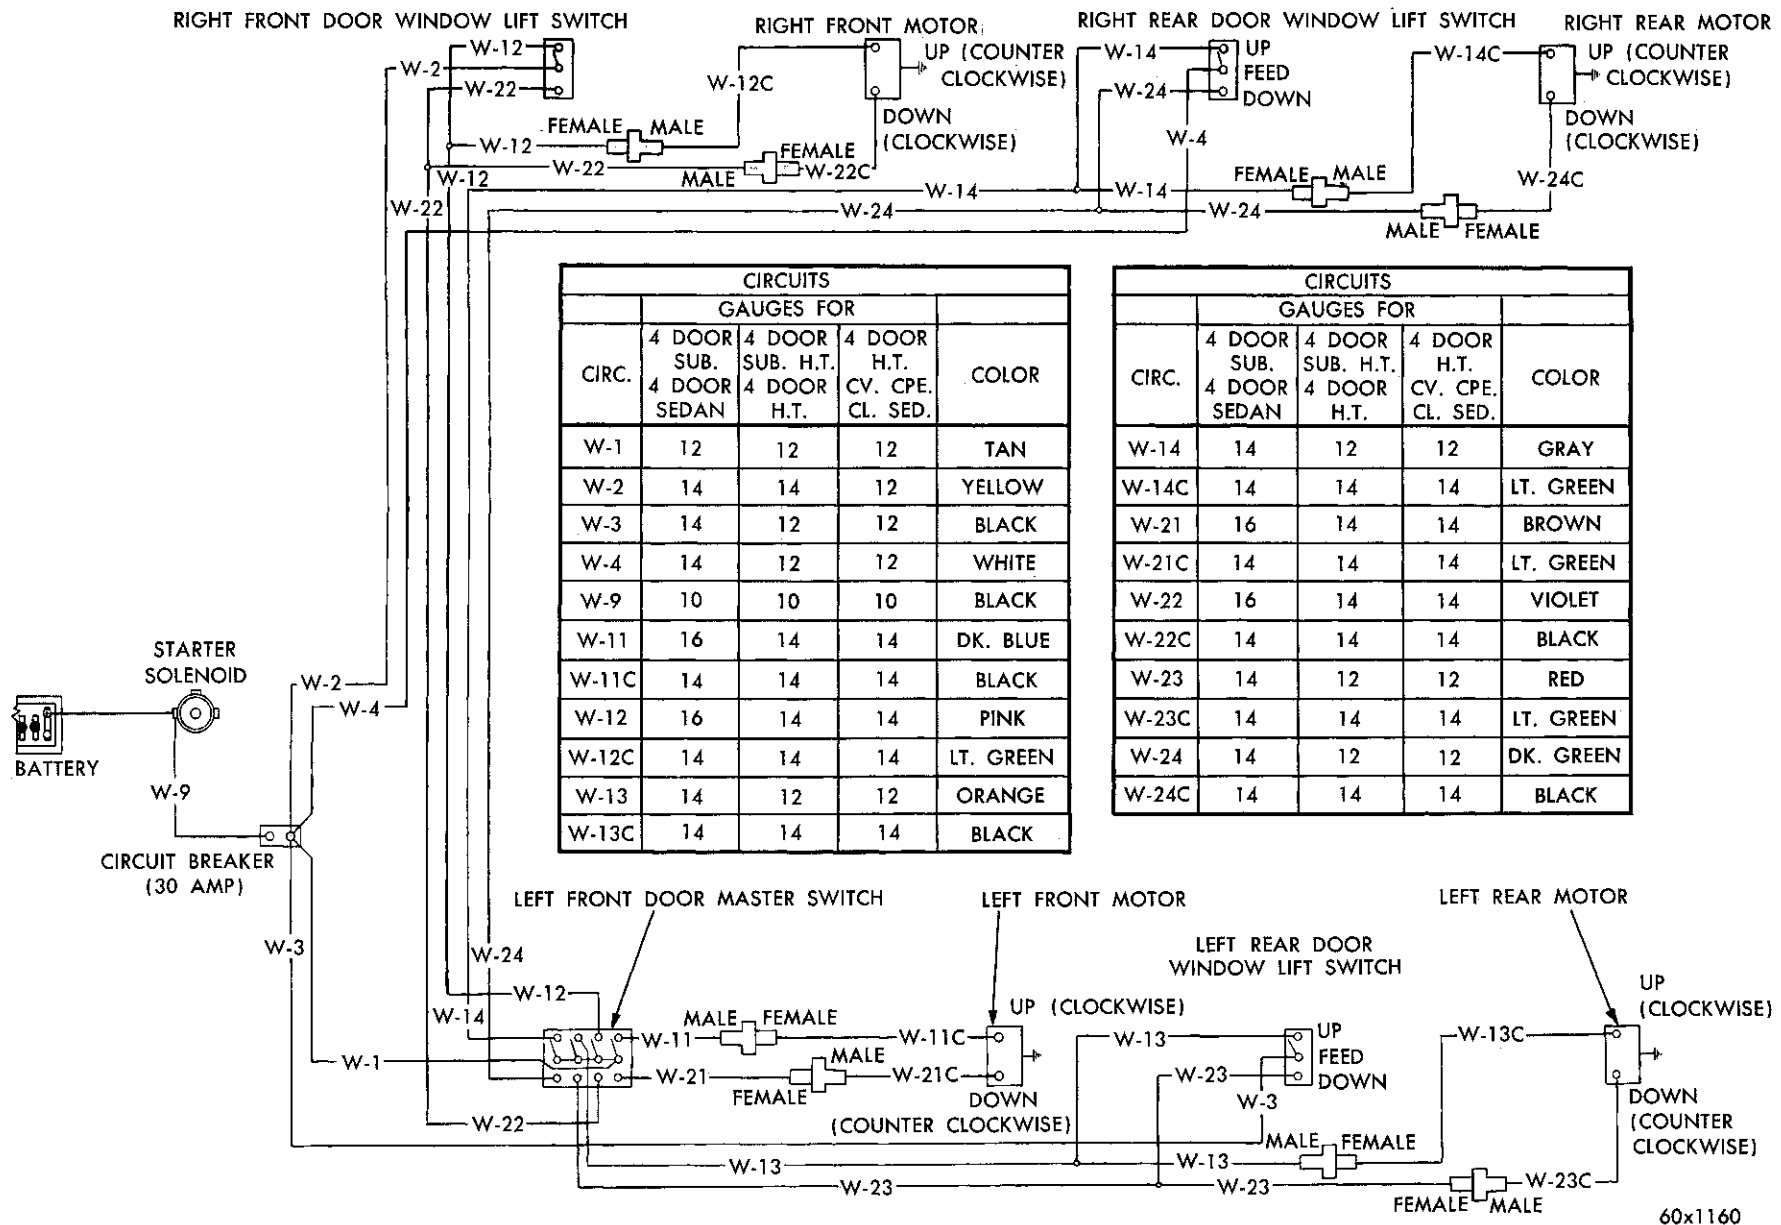 RIGHT FRONT DOOR WINDOW LIFT SWITCH
RIGHT FRONT MOTOR
RIGHT REAR DOOR WINDOW LIFT SWITCH
RIGHT REAR MOTOR
W-12
W-2
W-22
W-12C
UP (COUNTER
CLOCKWISE)
DOWN
(CLOCKWISE)
FEMALE MALE
W-12
W-22
FEMALE
MALE
W-22C
W-12
W-22
W-14
W-24
UP
FEED
DOWN
W-4
W-14C
UP (COUNTER
CLOCKWISE)
DOWN
(CLOCKWISE)
W-14
W-14
FEMALE MALE
W-24C
W-24
W-24
MALE FEMALE
CIRCUITS
GAUGES FOR
CIRC.
4 DOOR SUB. 4 DOOR SEDAN
4 DOOR SUB. H.T. 4 DOOR H.T.
4 DOOR H.T. CV. CPE. CL. SED.
COLOR
W-1 12 12 12 TAN
W-2 14 14 12 YELLOW
W-3 14 12 12 BLACK
W-4 14 12 12 WHITE
W-9 10 10 10 BLACK
W-11 16 14 14 DK. BLUE
W-11C 14 14 14 BLACK
W-12 16 14 14 PINK
W-12C 14 14 14 LT. GREEN
W-13 14 12 12 ORANGE
W-13C 14 14 14 BLACK
CIRCUITS
GAUGES FOR
CIRC.
4 DOOR SUB. 4 DOOR SEDAN
4 DOOR SUB. H.T. 4 DOOR H.T.
4 DOOR H.T. CV. CPE. CL. SED.
COLOR
W-14 14 12 12 GRAY
W-14C 14 14 14 LT. GREEN
W-21 16 14 14 BROWN
W-21C 14 14 14 LT. GREEN
W-22 16 14 14 VIOLET
W-22C 14 14 14 BLACK
W-23 14 12 12 RED
W-23C 14 14 14 LT. GREEN
W-24 14 12 12 DK. GREEN
W-24C 14 14 14 BLACK
STARTER
SOLENOID
BATTERY
W-2
W-4
W-9
CIRCUIT BREAKER
(30 AMP)
W-3
W-24
W-12
W-14
W-1
W-22
LEFT FRONT DOOR MASTER SWITCH
LEFT FRONT MOTOR
LEFT REAR MOTOR
LEFT REAR DOOR
WINDOW LIFT SWITCH
W-11
MALE FEMALE
W-11C
UP (CLOCKWISE)
W-21
MALE
FEMALE
W-21C
DOWN
(COUNTER CLOCKWISE)
W-13
UP
FEED
DOWN
W-23
W-3
W-13C
UP
(CLOCKWISE)
DOWN
(COUNTER
CLOCKWISE)
W-13
W-13
MALE FEMALE
W-23
W-23
W-23C
FEMALE MALE
60x1160